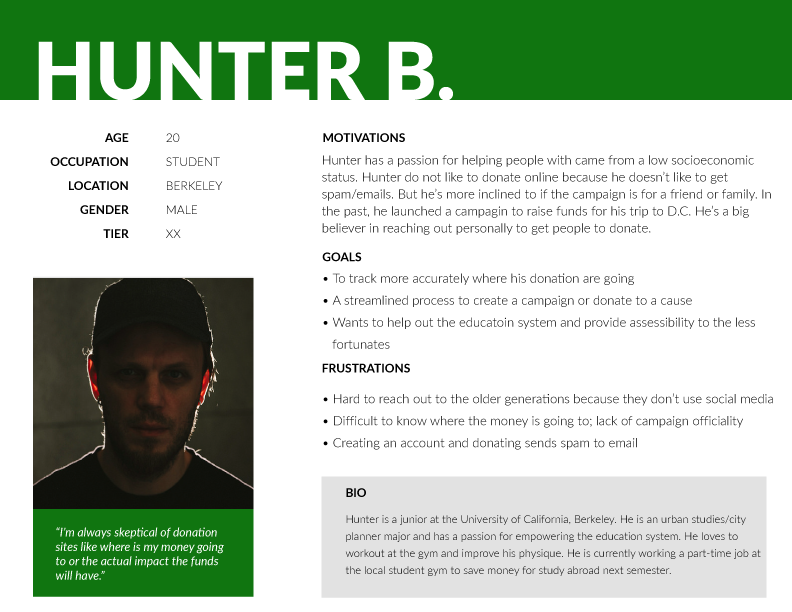 HUNTER B.
AGE 20
OCCUPATION STUDENT
LOCATION BERKELEY
GENDER MALE
TIER XX
“I’m always skeptical of donation
sites like where is my money going
to or the actual impact the funds
will have.”
MOTIVATIONS
Hunter has a passion for helping people with came from a low socioeconomic
status. Hunter do not like to donate online because he doesn’t like to get
spam/emails. But he’s more inclined to if the campaign is for a friend or family. In
the past, he launched a campagin to raise funds for his trip to D.C. He’s a big
believer in reaching out personally to get people to donate.
GOALS
• To track more accurately where his donation are going
• A streamlined process to create a campaign or donate to a cause
• Wants to help out the educatoin system and provide assessibility to the less
fortunates
FRUSTRATIONS
• Hard to reach out to the older generations because they don’t use social media
• Difficult to know where the money is going to; lack of campaign officiality
• Creating an account and donating sends spam to email
BIO
Hunter is a junior at the University of California, Berkeley. He is an urban studies/city
planner major and has a passion for empowering the education system. He loves to
workout at the gym and improve his physique. He is currently working a part-time job at
the local student gym to save money for study abroad next semester.